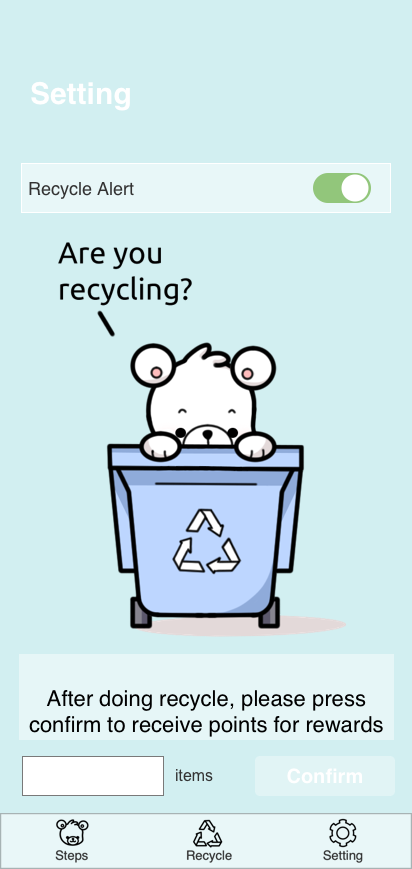 Setting
Recycle Alert
Are you
recycling?
After doing recycle, please press
confirm to receive points for rewards
items
Confirm
Steps
Recycle
Setting